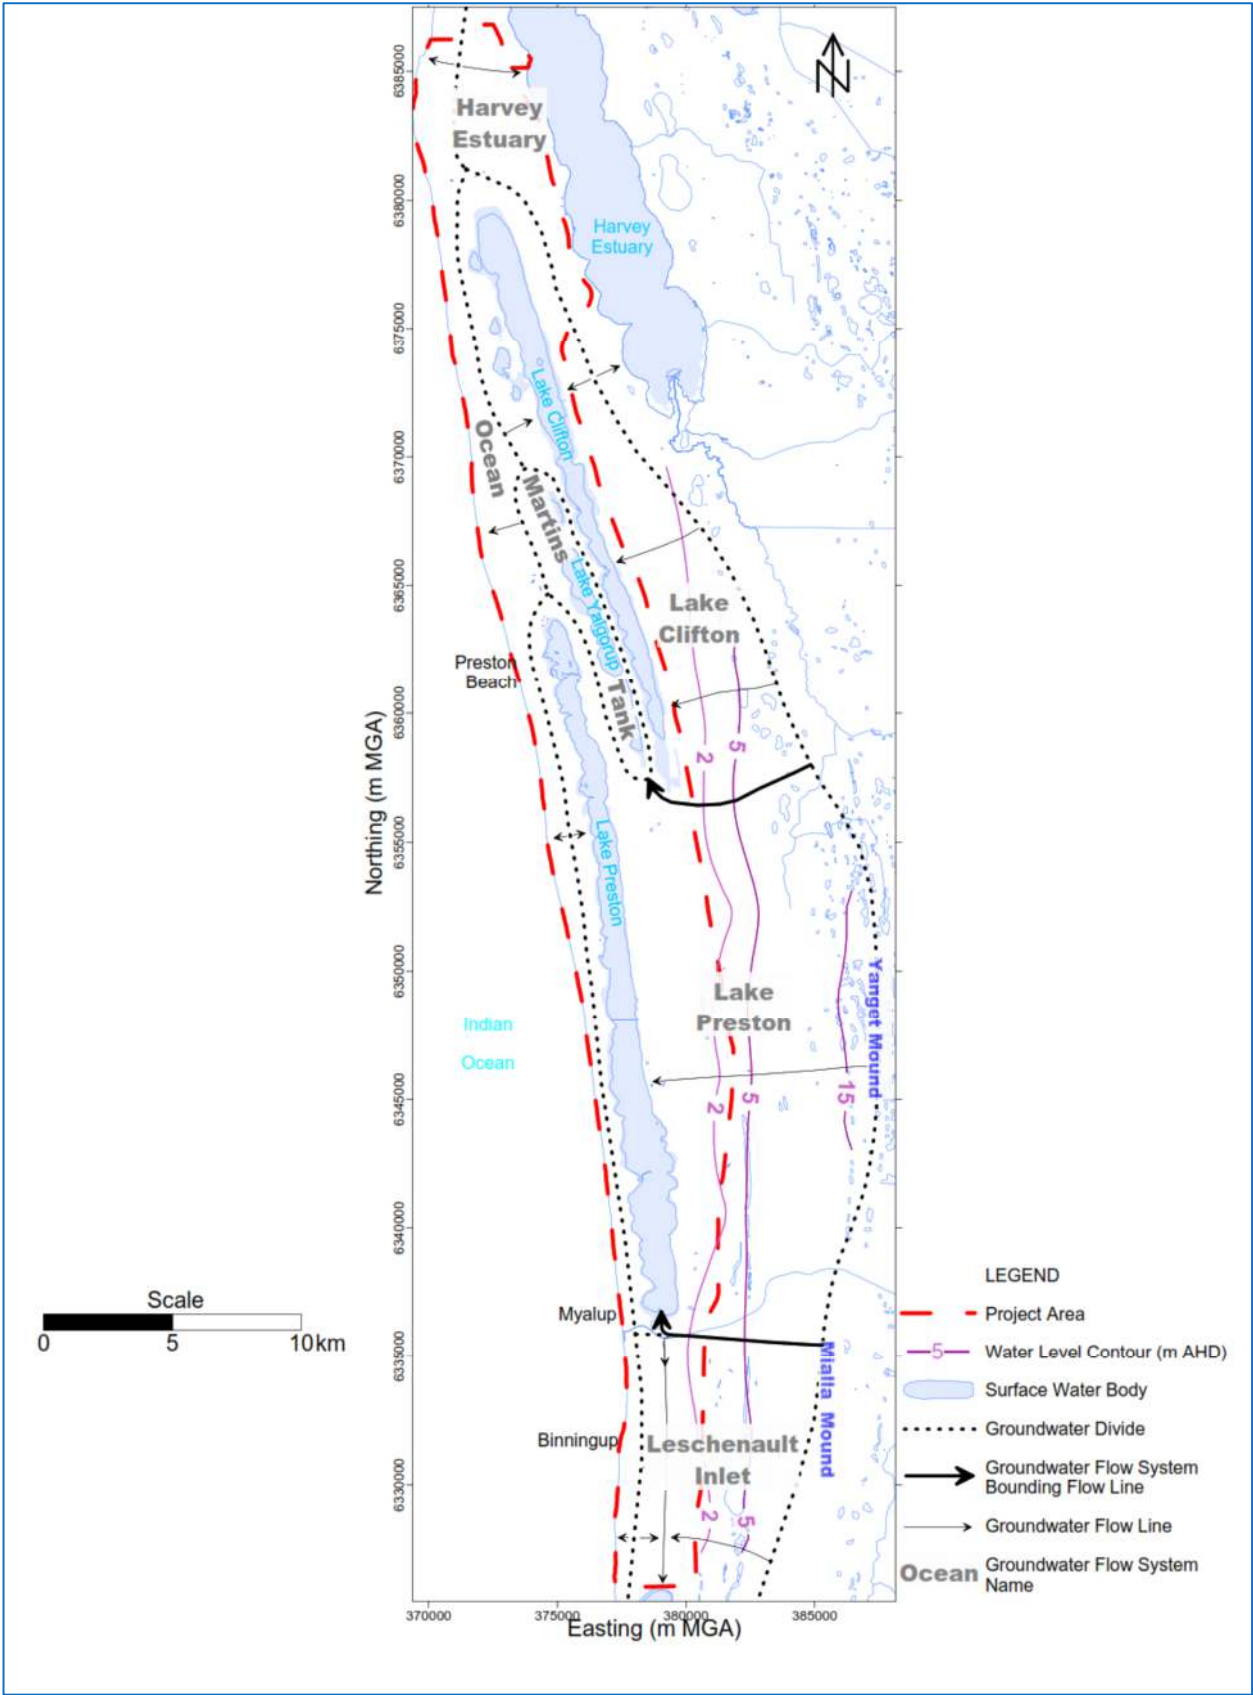 N
6385000
6380000
6375000
6370000
6365000
6360000
6355000
6350000
6345000
6340000
6335000
6330000
Northing (m MGA)
Harvey
Estuary
Harvey
Estuary
Lake Clifton
Ocean
Martins
Lake Yalgorup
Tank
Lake
Clifton
Preston
Beach
2
5
Lake Preston
Lake
Preston
Yanget Mound
Indian
Ocean
2
5
15
Myalup
Mialla Mound
Binningup
Leschenault
Inlet
2
5
Scale
0
5
10km
LEGEND
Project Area
5
Water Level Contour (m AHD)
Surface Water Body
Groundwater Divide
Groundwater Flow System
Bounding Flow Line
Groundwater Flow Line
Ocean
Groundwater Flow System
Name
370000
375000
380000
385000
Easting (m MGA)